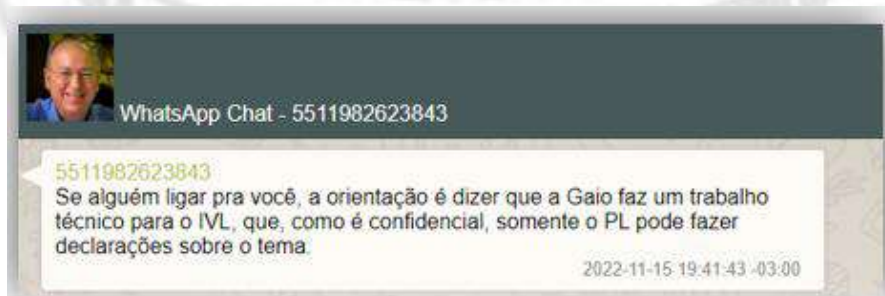 WhatsApp Chat - 5511982623843
5511982623843
Se alguém ligar pra você, a orientação é dizer que a Gaio faz um trabalho
técnico para o IVL, que, como é confidencial, somente o PL pode fazer
declarações sobre o tema.
2022-11-15 19:41:43 -03:00